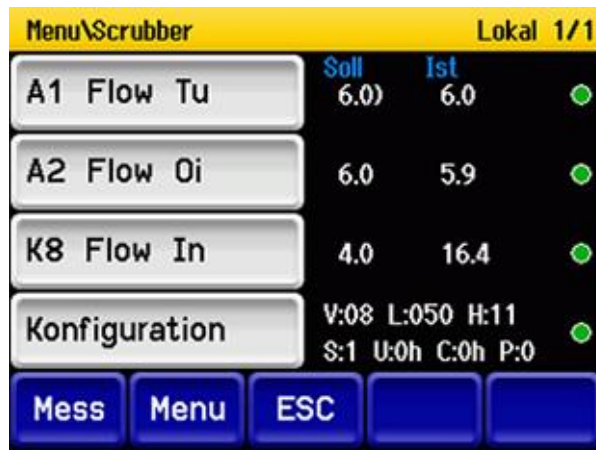 Menu\Scrubber Lokal 1/1
Soll Ist
A1 Flow Tu 6.0) 6.0
A2 Flow Oi 6.0 5.9
K8 Flow In 4.0 16.4
Konfiguration V:08 L:050 H:11
S:1 U:0h C:0h P:0
Mess Menu ESC